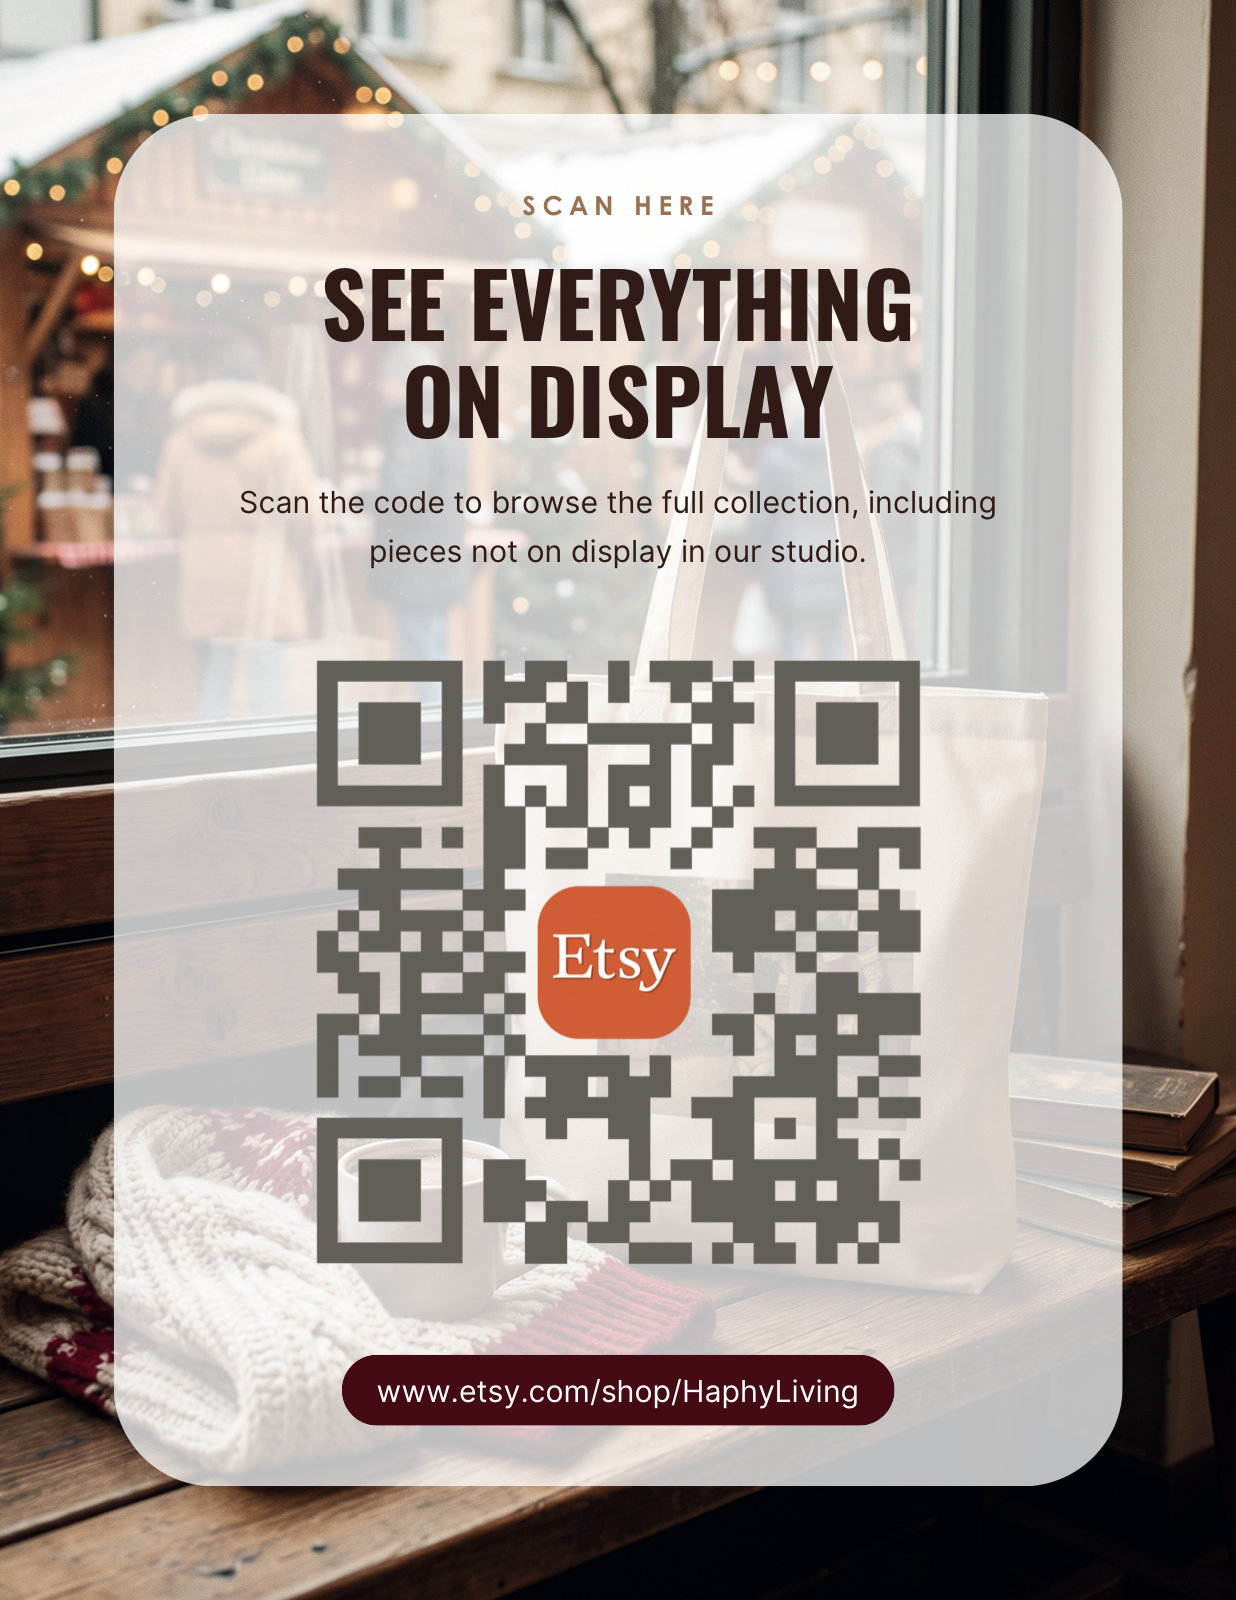 SCAN HERE
SEE EVERYTHING
ON DISPLAY
Scan the code to browse the full collection, including
pieces not on display in our studio.
Etsy
www.etsy.com/shop/HaphyLiving